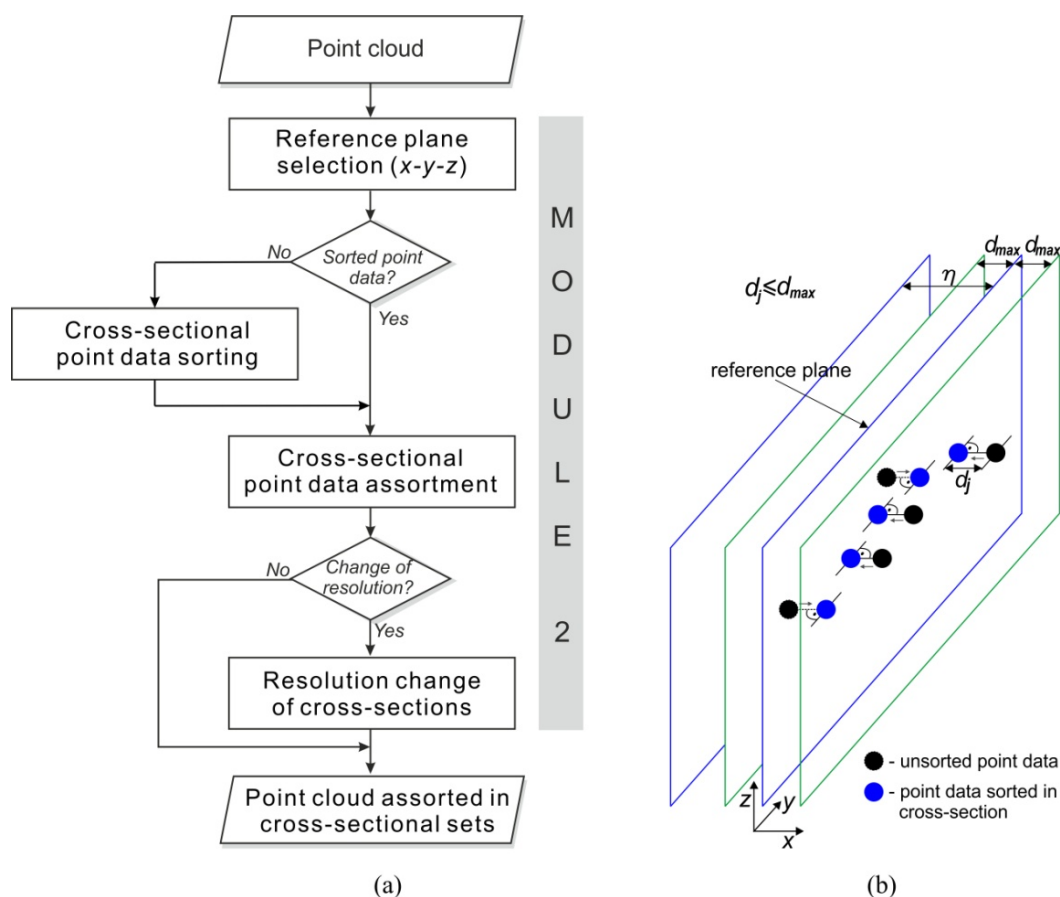 Point cloud
Reference plane
selection (x-y-z)
No
Sorted point
data?
Yes
Cross-sectional
point data sorting
Cross-sectional
point data assortment
No
Change of
resolution?
Yes
Resolution change
of cross-sections
Point cloud assorted in
cross-sectional sets
M
O
D
U
L
E
2
(a)
dmax dmax
η
dj≤dmax
reference plane
dj
- unsorted point data
- point data sorted in
cross-section
z
y
x
(b)